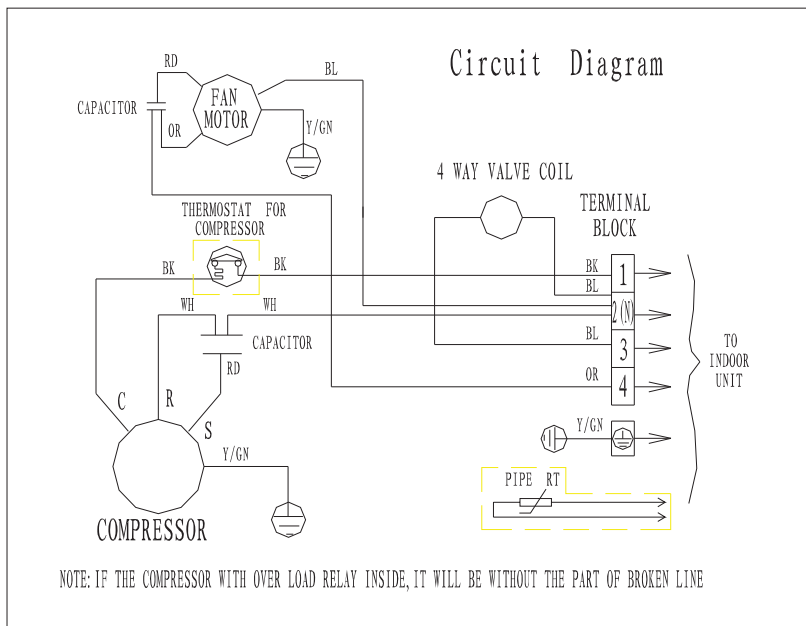 Circuit Diagram
RD
BL
CAPACITOR
FAN
MOTOR
OR
Y/GN
4 WAY VALVE COIL
THERMOSTAT FOR
COMPRESSOR
TERMINAL
BLOCK
BK
BK
BK
1
BL
WH
WH
2(N)
CAPACITOR
BL
3
TO
INDOOR
UNIT
RD
OR
4
C
R
S
Y/GN
Y/GN
PIPE RT
COMPRESSOR
NOTE: IF THE COMPRESSOR WITH OVER LOAD RELAY INSIDE, IT WILL BE WITHOUT THE PART OF BROKEN LINE